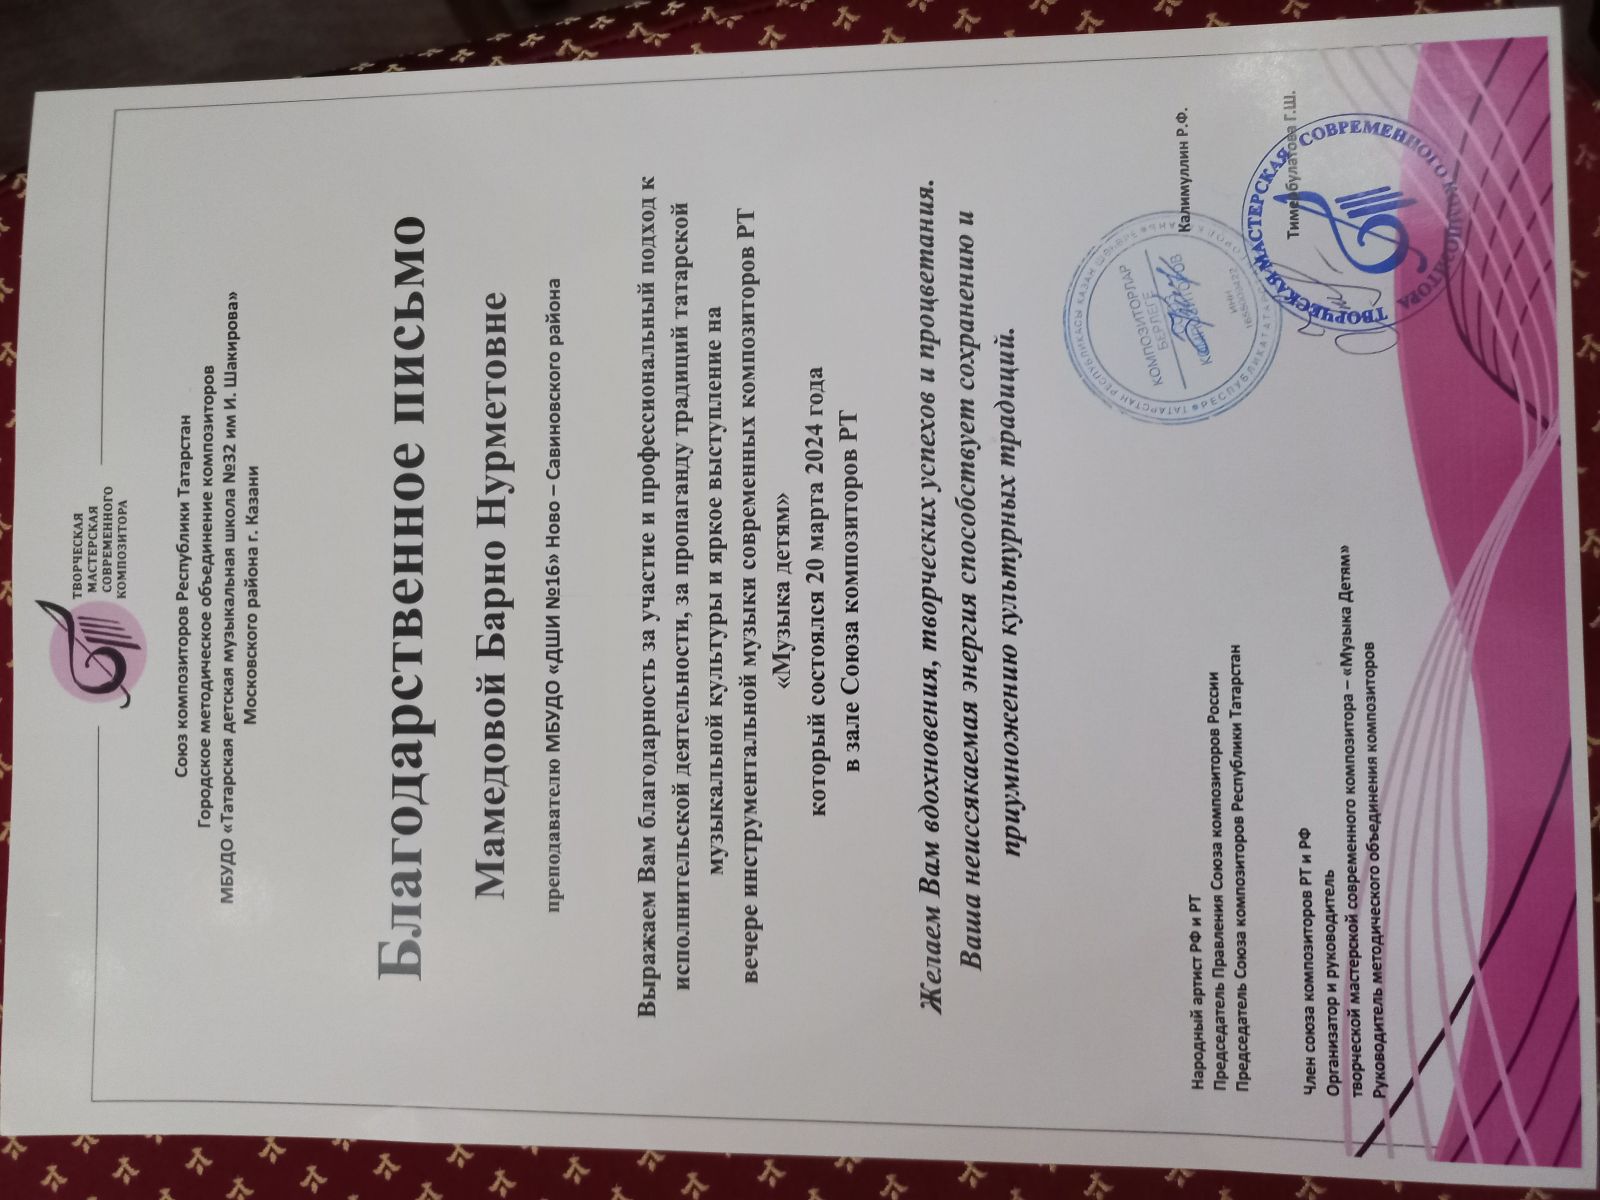 ТВОРЧЕСКАЯ
МАСТЕРСКАЯ
СОВРЕМЕННОГО
КОМПОЗИТОРА
Союз композиторов Республики Татарстан
Городское методическое объединение композиторов
МБУДО «Татарская детская музыкальная школа №32 им И. Шакирова»
Московского района г. Казани
Благодарственное письмо
Мамедовой Барно Нурметовне
преподавателю МБУДО «ДШИ №16» Ново – Савиновского района
Выражаем Вам благодарность за участие и профессиональный подход к
исполнительской деятельности, за пропаганду традиций татарской
музыкальной культуры и яркое выступление на
вечере инструментальной музыки современных композиторов РТ
«Музыка детям»
который состоялся 20 марта 2024 года
в зале Союза композиторов РТ
Желаем Вам вдохновения, творческих успехов и процветания.
Ваша неиссякаемая энергия способствует сохранению и
приумножению культурных традиций.
Народный артист РФ и РТ
Председатель Правления Союза композиторов России
Председатель Союза композиторов Республики Татарстан
Калимуллин Р.Ф.
КОМПОЗИТОРЛАР
БЕРЛЕГЕ
ИНН
Член союза композиторов РТ и РФ
Организатор и руководитель
творческой мастерской современного композитора – «Музыка Детям»
Руководитель методического объединения композиторов
Тимербулатова Г.Ш.
ТВОРЧЕСКАЯ МАСТЕРСКАЯ СОВРЕМЕННОГО КОМПОЗИТОРА